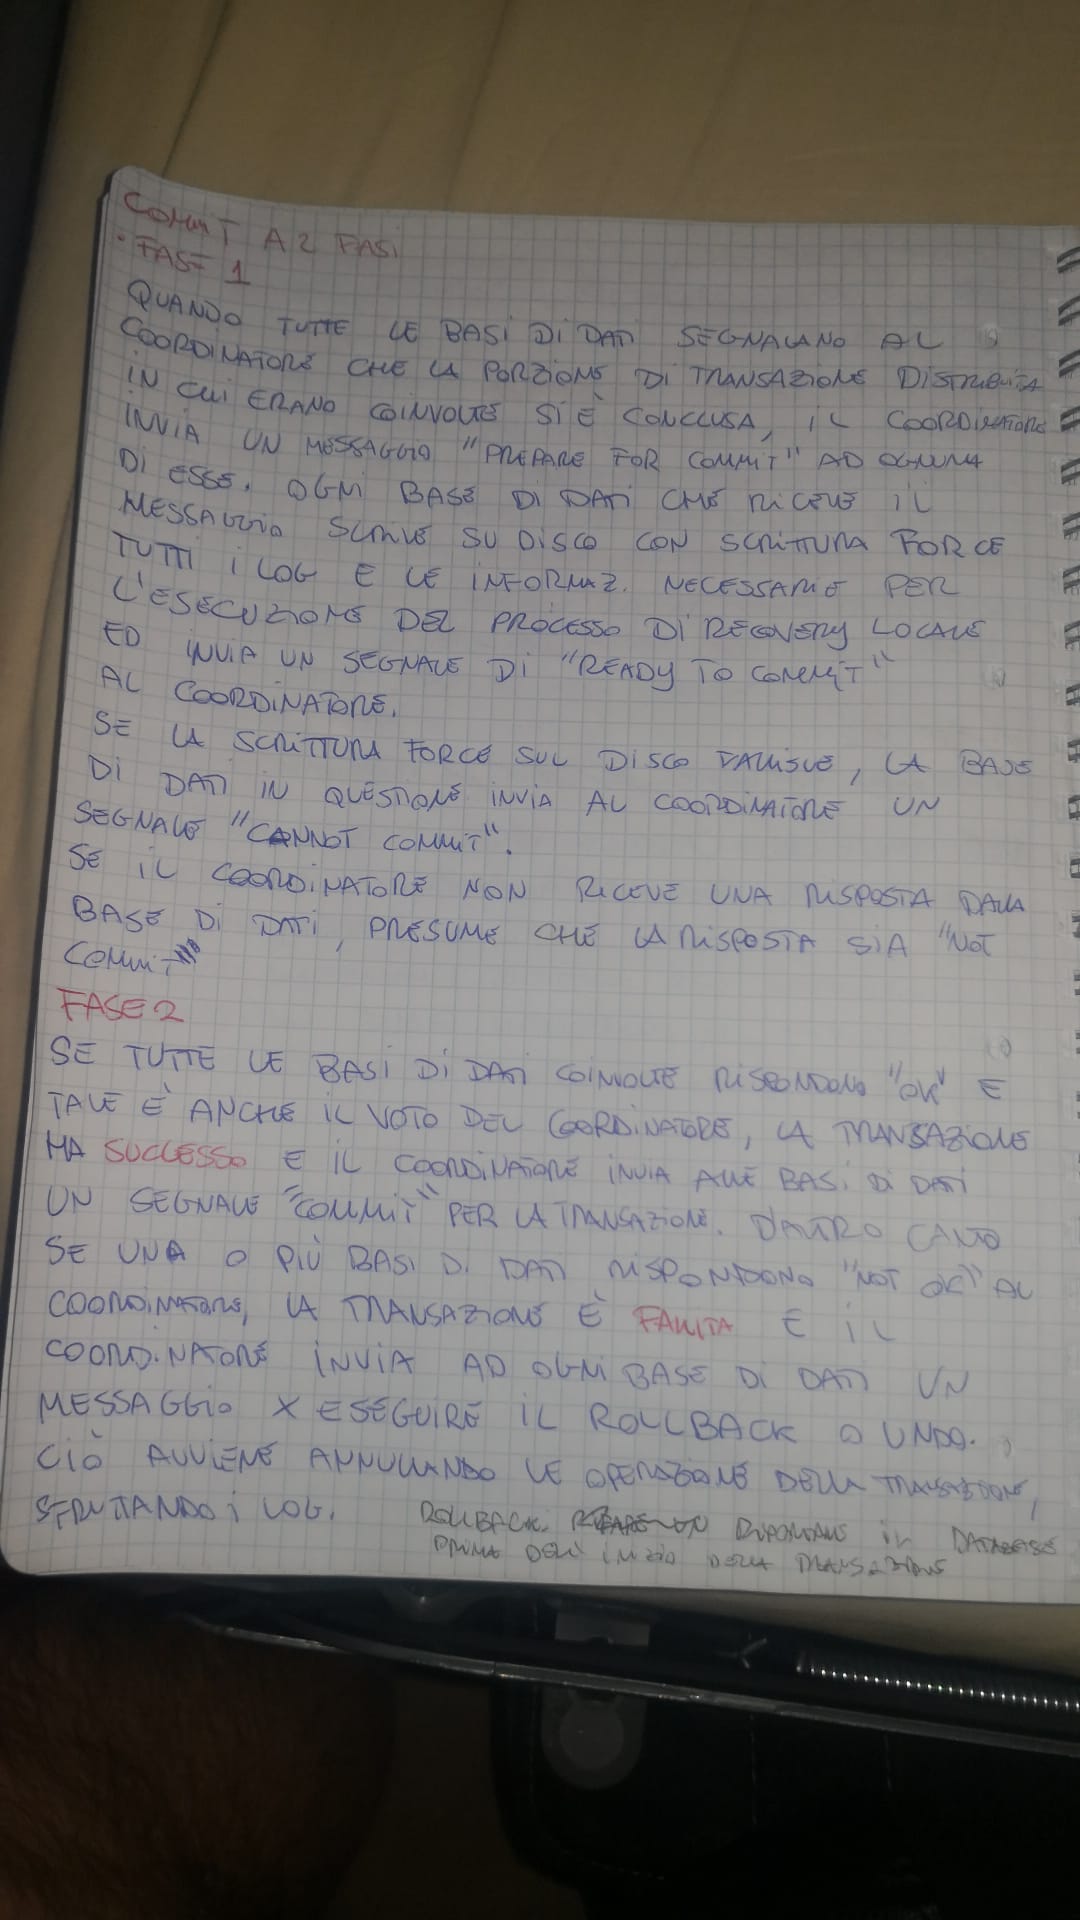 COMMIT A 2 FASI
• FASE 1
QUANDO TUTTE LE BASI DI DATI SEGNALANO AL
COORDINATORE CHE LA PORZIONE DI TRANSAZIONE DISTRIBUITA
IN CUI ERANO COINVOLTE SI È CONCLUSA, IL COORDINATORE
INVIA UN MESSAGGIO "PREPARE FOR COMMIT" AD OGNUNA
DI ESSE. OGNI BASE DI DATI CHE RICEVE IL
MESSAGGIO SCRIVE SU DISCO CON SCRITTURA FORCE
TUTTI I LOG E LE INFORMAZ. NECESSARIE PER
L'ESECUZIONE DEL PROCESSO DI RECOVERY LOCALE
ED INVIA UN SEGNALE DI "READY TO COMMIT"
AL COORDINATORE.
SE LA SCRITTURA FORCE SUL DISCO FALLISCE, LA BASE
DI DATI IN QUESTIONE INVIA AL COORDINATORE UN
SEGNALE "CANNOT COMMIT".
SE IL COORDINATORE NON RICEVE UNA RISPOSTA DALLA
BASE DI DATI, PRESUME CHE LA RISPOSTA SIA "NOT
COMMIT"
FASE 2
SE TUTTE LE BASI DI DATI COINVOLTE RISPONDONO "OK" E
TALE È ANCHE IL VOTO DEL COORDINATORE, LA TRANSAZIONE
HA SUCCESSO E IL COORDINATORE INVIA ALLE BASI DI DATI
UN SEGNALE "COMMIT" PER LA TRANSAZIONE. D'ALTRO CANTO
SE UNA O PIÙ BASI DI DATI RISPONDONO "NOT OK" AL
COORDINATORE, LA TRANSAZIONE È FALLITA E IL
COORDINATORE INVIA AD OGNI BASE DI DATI UN
MESSAGGIO X ESEGUIRE IL ROLLBACK O UNDO.
CIÒ AVVIENE ANNULLANDO LE OPERAZIONE DELLA TRANSAZIONE,
SFRUTTANDO I LOG.
ROLLBACK: RIPORTARE IL DATABASE
PRIMA DELL'INIZIO DELLA TRANSAZIONE